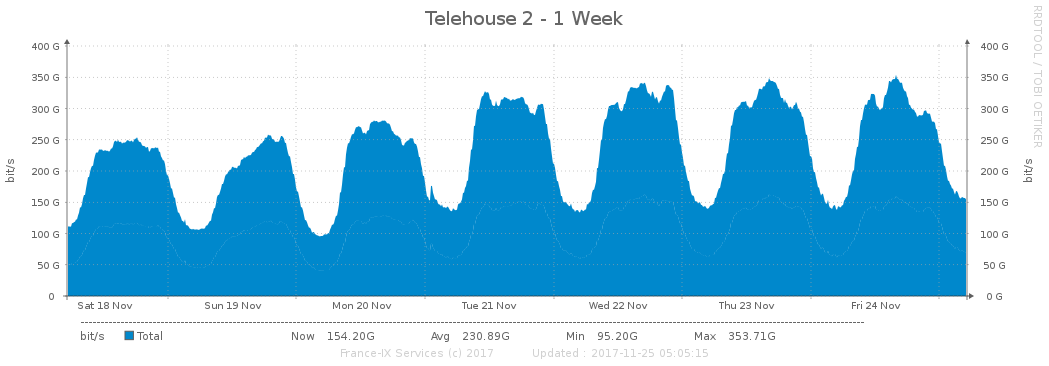 Telehouse 2 - 1 Week
RRDTOOL / TOBI OETIKER
400 G 400 G
350 G 350 G
300 G 300 G
250 G 250 G
200 G 200 G
150 G 150 G
100 G 100 G
50 G 50 G
0 0 G
bit/s
bit/s
Sat 18 Nov Sun 19 Nov Mon 20 Nov Tue 21 Nov Wed 22 Nov Thu 23 Nov Fri 24 Nov
bit/s Total Now 154.20G Avg 230.89G Min 95.20G Max 353.71G
France-IX Services (c) 2017 Updated : 2017-11-25 05:05:15